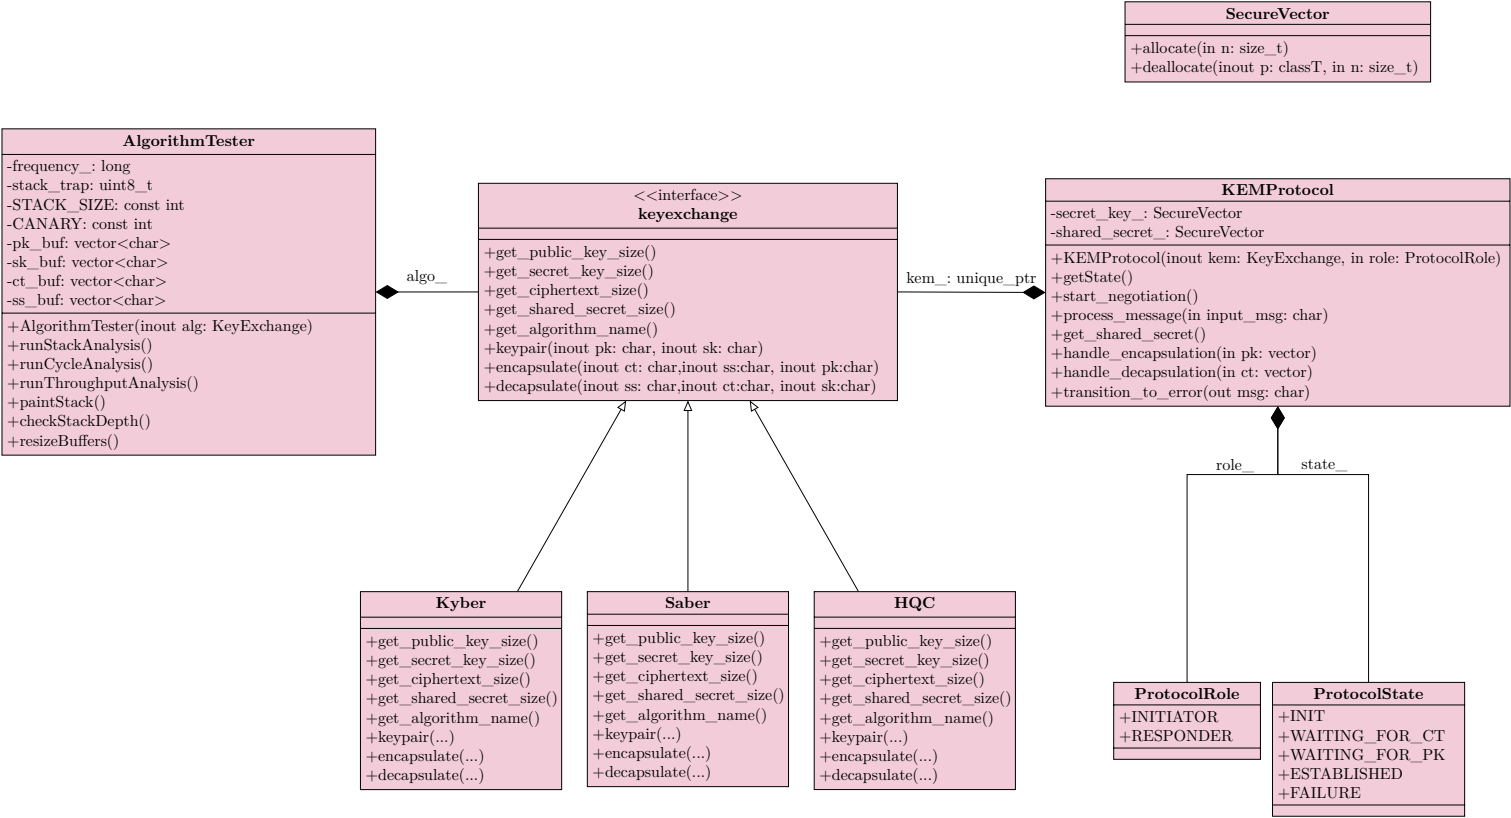 SecureVector
+allocate(in n: size_t)
+deallocate(inout p: classT, in n: size_t)
AlgorithmTester
-frequency_: long
-stack_trap: uint8_t
-STACK_SIZE: const int
-CANARY: const int
-pk_buf: vector<char>
-sk_buf: vector<char>
-ct_buf: vector<char>
-ss_buf: vector<char>
+AlgorithmTester(inout alg: KeyExchange)
+runStackAnalysis()
+runCycleAnalysis()
+runThroughputAnalysis()
+paintStack()
+checkStackDepth()
+resizeBuffers()
algo_
<<interface>>
keyexchange
+get_public_key_size()
+get_secret_key_size()
+get_ciphertext_size()
+get_shared_secret_size()
+get_algorithm_name()
+keypair(inout pk: char, inout sk: char)
+encapsulate(inout ct: char,inout ss:char, inout pk:char)
+decapsulate(inout ss: char,inout ct:char, inout sk:char)
kem_: unique_ptr
KEMProtocol
-secret_key_: SecureVector
-shared_secret_: SecureVector
+KEMProtocol(inout kem: KeyExchange, in role: ProtocolRole)
+getState()
+start_negotiation()
+process_message(in input_msg: char)
+get_shared_secret()
+handle_encapsulation(in pk: vector)
+handle_decapsulation(in ct: vector)
+transition_to_error(out msg: char)
role_
state_
Kyber
+get_public_key_size()
+get_secret_key_size()
+get_ciphertext_size()
+get_shared_secret_size()
+get_algorithm_name()
+keypair(...)
+encapsulate(...)
+decapsulate(...)
Saber
+get_public_key_size()
+get_secret_key_size()
+get_ciphertext_size()
+get_shared_secret_size()
+get_algorithm_name()
+keypair(...)
+encapsulate(...)
+decapsulate(...)
HQC
+get_public_key_size()
+get_secret_key_size()
+get_ciphertext_size()
+get_shared_secret_size()
+get_algorithm_name()
+keypair(...)
+encapsulate(...)
+decapsulate(...)
ProtocolRole
+INITIATOR
+RESPONDER
ProtocolState
+INIT
+WAITING_FOR_CT
+WAITING_FOR_PK
+ESTABLISHED
+FAILURE